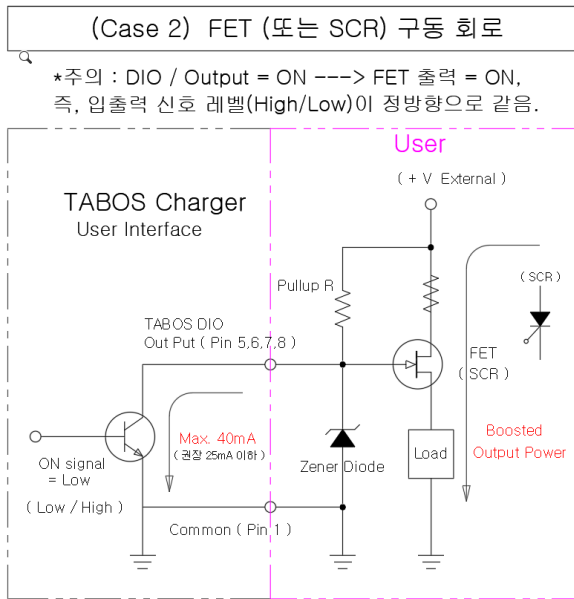 (Case 2) FET (또는 SCR) 구동 회로
*주의 : DIO / Output = ON ---> FET 출력 = ON,
즉, 입출력 신호 레벨(High/Low)이 정방향으로 같음.
User
( + V External )
TABOS Charger
User Interface
Pullup R
( SCR )
TABOS DIO
Out Put ( Pin 5,6,7,8 )
FET
( SCR )
Max. 40mA
( 권장 25mA 이하 )
Zener Diode
Load
Boosted
Output Power
ON signal
= Low
( Low / High )
Common ( Pin 1 )